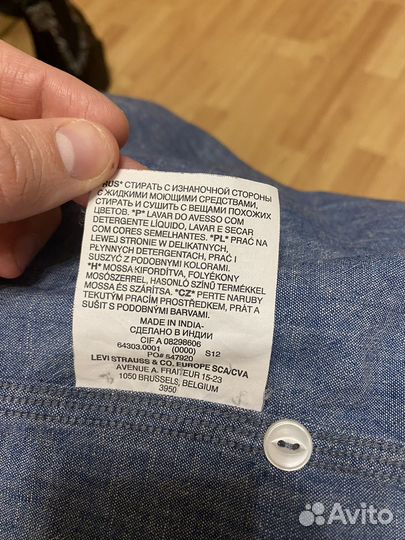 *RUS* СТИРАТЬ С ИЗНАНОЧНОЙ СТОРОНЫ
С ЖИДКИМИ МОЮЩИМИ СРЕДСТВАМИ,
СТИРАТЬ И СУШИТЬ С ВЕЩАМИ ПОХОЖИХ
ЦВЕТОВ. *P* LAVAR DO AVESSO COM
DETERGENTE LÍQUIDO, LAVAR E SECAR
COM CORES SEMELHANTES. *PL* PRAĆ NA
LEWEJ STRONIE W DELIKATNYCH,
PŁYNNYCH DETERGENTACH, PRAĆ I
SUSZYĆ Z PODOBNYMI KOLORAMI.
*H* MOSSA KIFORDÍTVA, FOLYÉKONY
MOSÓSZERREL, HASONLÓ SZÍNŰ TERMÉKKEL
MOSSA ÉS SZÁRÍTSA. *CZ* PERTE NARUBY
TEKUTÝM PRACÍM PROSTŘEDKEM, PRÁT A
SUŠIT S PODOBNÝMI BARVAMI.
MADE IN INDIA-
СДЕЛАНО В ИНДИИ
CIF A 08298606
64303.0001 (0000) S12
PO# 547920
LEVI STRAUSS & CO. EUROPE SCA/CVA
AVENUE A. FRAITEUR 15-23
1050 BRUSSELS, BELGIUM
3950
Avito